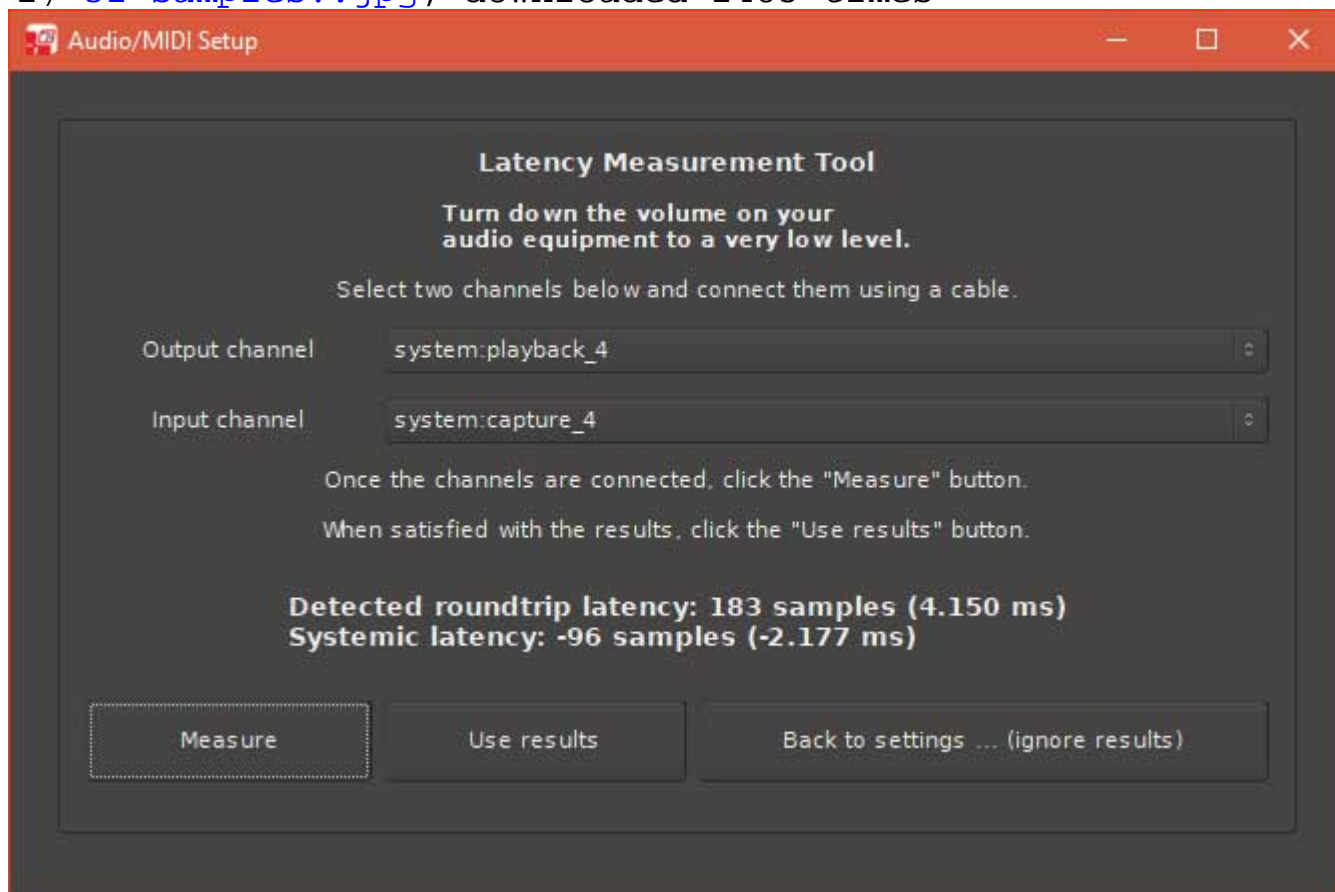 Audio/MIDI Setup
Latency Measurement Tool
Turn down the volume on your
audio equipment to a very low level.
Select two channels below and connect them using a cable.
Output channel system:playback_4
Input channel system:capture_4
Once the channels are connected, click the "Measure" button.
When satisfied with the results, click the "Use results" button.
Detected roundtrip latency: 183 samples (4.150 ms)
Systemic latency: -96 samples (-2.177 ms)
Measure Use results Back to settings ... (ignore results)